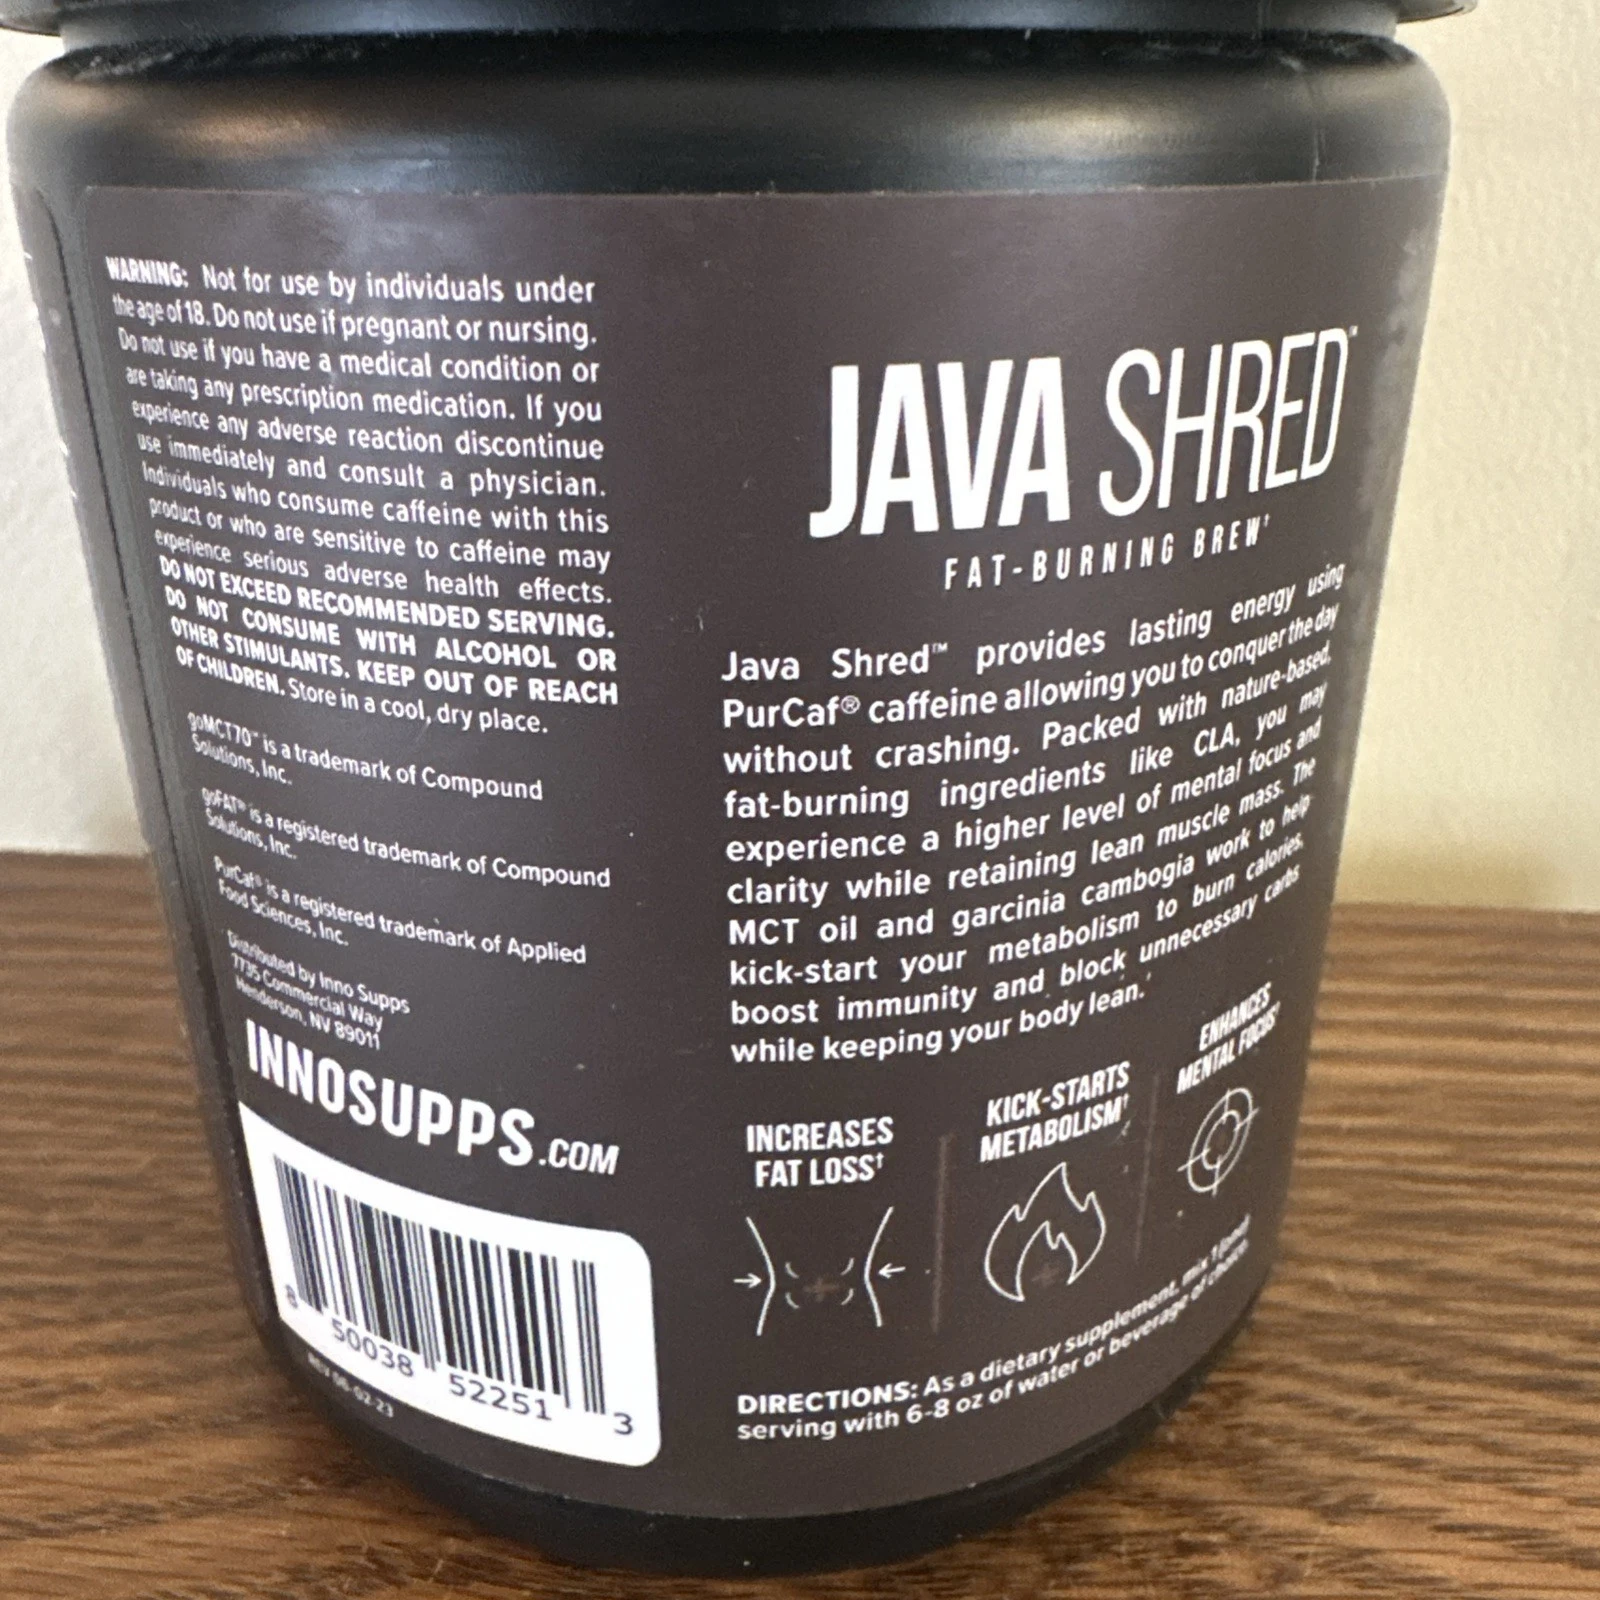 WARNING: Not for use by individuals under
the age of 18. Do not use if pregnant or nursing.
Do not use if you have a medical condition or
are taking any prescription medication. If you
experience any adverse reaction discontinue
use immediately and consult a physician.
Individuals who consume caffeine with this
product or who are sensitive to caffeine may
experience serious adverse health effects.
DO NOT EXCEED RECOMMENDED SERVING.
DO NOT CONSUME WITH ALCOHOL OR
OTHER STIMULANTS. KEEP OUT OF REACH
OF CHILDREN. Store in a cool, dry place.
goMCT70™ is a trademark of Compound
Solutions, Inc.
goFAT® is a registered trademark of Compound
Solutions, Inc.
PurCaf® is a registered trademark of Applied
Food Sciences, Inc.
Distributed by Inno Supps
7735 Commercial Way
Henderson, NV 89011
INNOSUPPS.COM
8 50038 52251 3
REV 08-02-23
JAVA SHRED™
FAT-BURNING BREW†
Java Shred™ provides lasting energy using
PurCaf® caffeine allowing you to conquer the day
without crashing. Packed with nature-based,
fat-burning ingredients like CLA, you may
experience a higher level of mental focus and
clarity while retaining lean muscle mass. The
MCT oil and garcinia cambogia work to help
kick-start your metabolism to burn calories,
boost immunity and block unnecessary carbs
while keeping your body lean.†
INCREASES
FAT LOSS†
KICK-STARTS
METABOLISM†
ENHANCES
MENTAL FOCUS†
DIRECTIONS: As a dietary supplement, mix 1 (one)
serving with 6-8 oz of water or beverage of choice.